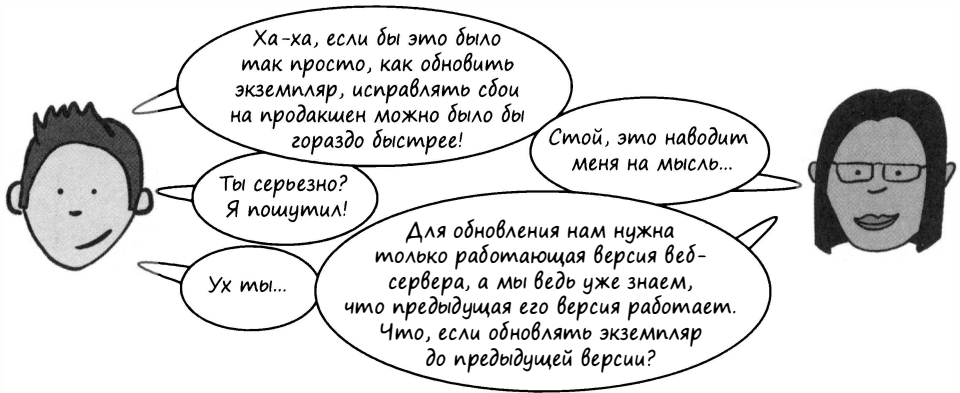 Ха-ха, если бы это было
так просто, как обновить
экземпляр, исправлять сбои
на продакшен можно было бы
гораздо быстрее!
Стой, это наводит
меня на мысль...
Ты серьезно?
Я пошутил!
Для обновления нам нужна
только работающая версия веб-
сервера, а мы ведь уже знаем,
что предыдущая его версия работает.
Что, если обновлять экземпляр
до предыдущей версии?
Ух ты...